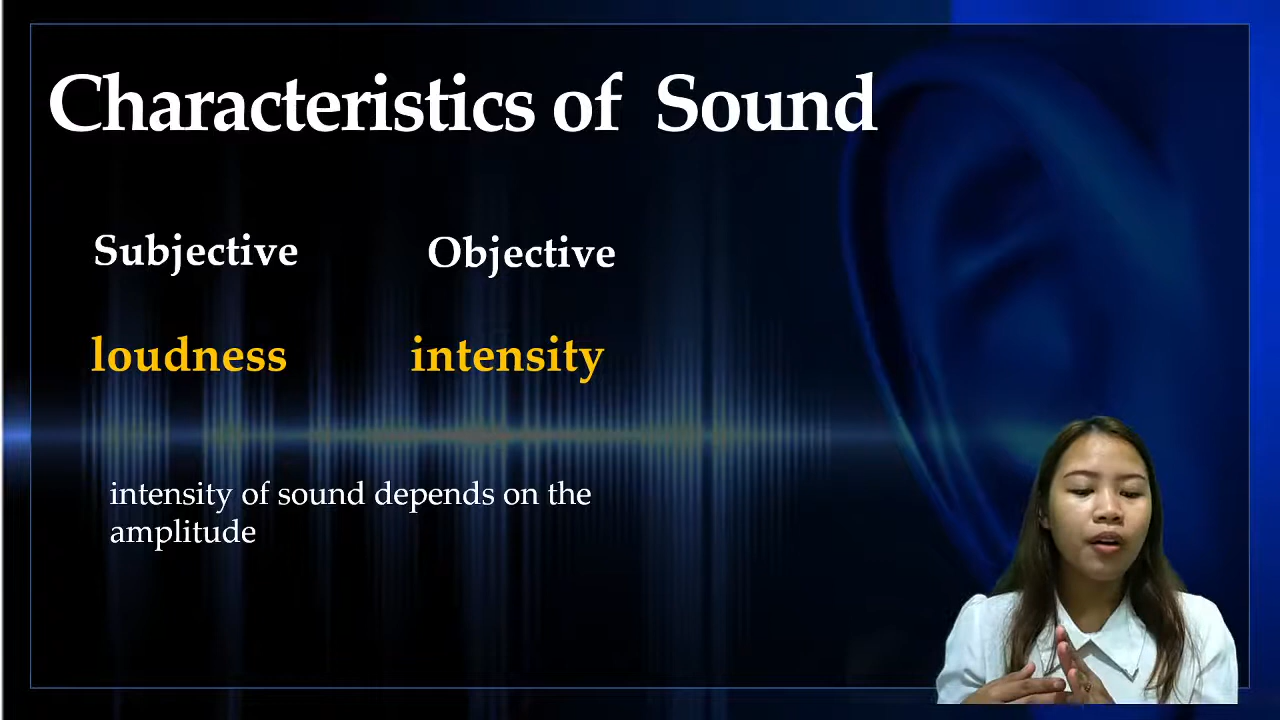 Characteristics of Sound
Subjective Objective
loudness intensity
intensity of sound depends on the
amplitude